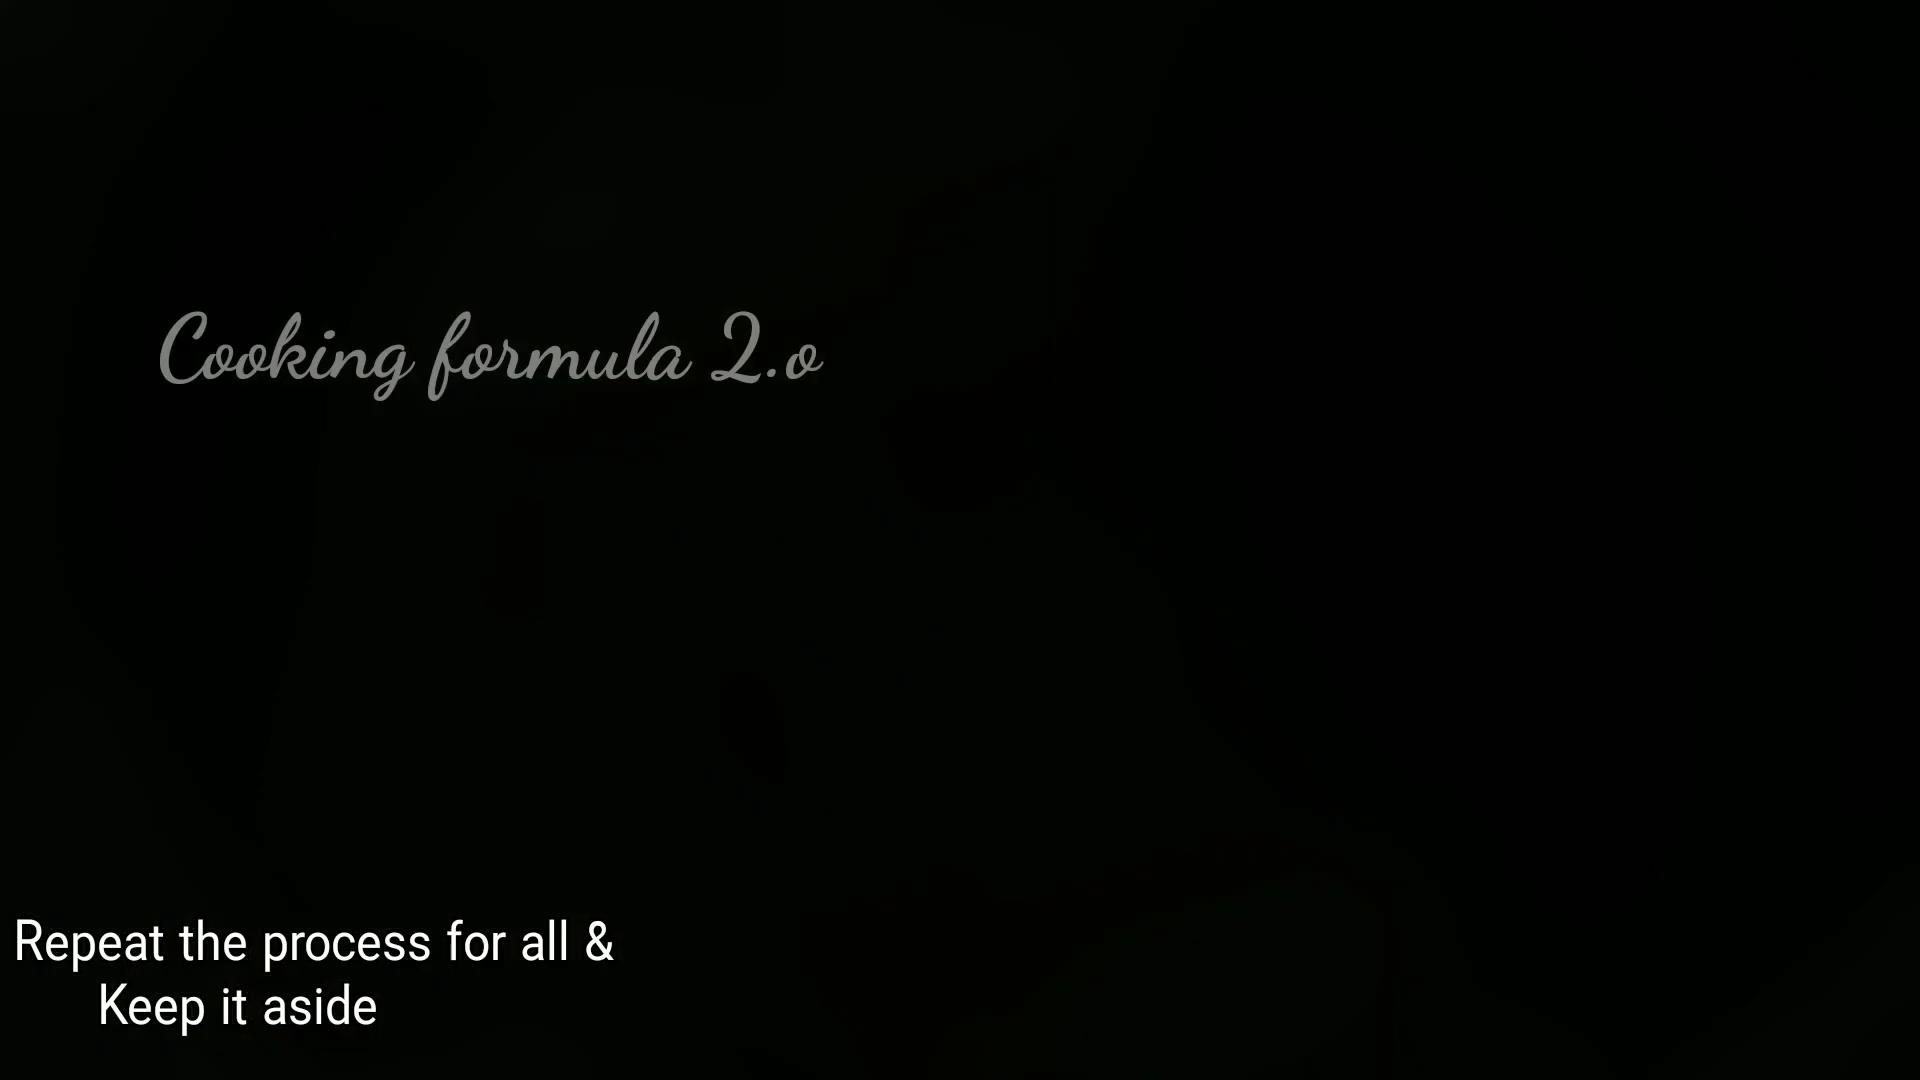 Cooking formula 2.o
Repeat the process for all &
Keep it aside